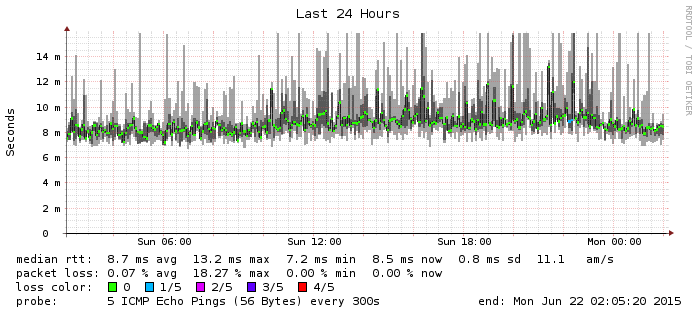 Last 24 Hours
RRDTOOL / TOBI OETIKER
Seconds
14 m
12 m
10 m
8 m
6 m
4 m
2 m
0
Sun 06:00 Sun 12:00 Sun 18:00 Mon 00:00
median rtt: 8.7 ms avg 13.2 ms max 7.2 ms min 8.5 ms now 0.8 ms sd 11.1 am/s
packet loss: 0.07 % avg 18.27 % max 0.00 % min 0.00 % now
loss color: 0 1/5 2/5 3/5 4/5
probe: 5 ICMP Echo Pings (56 Bytes) every 300s end: Mon Jun 22 02:05:20 2015